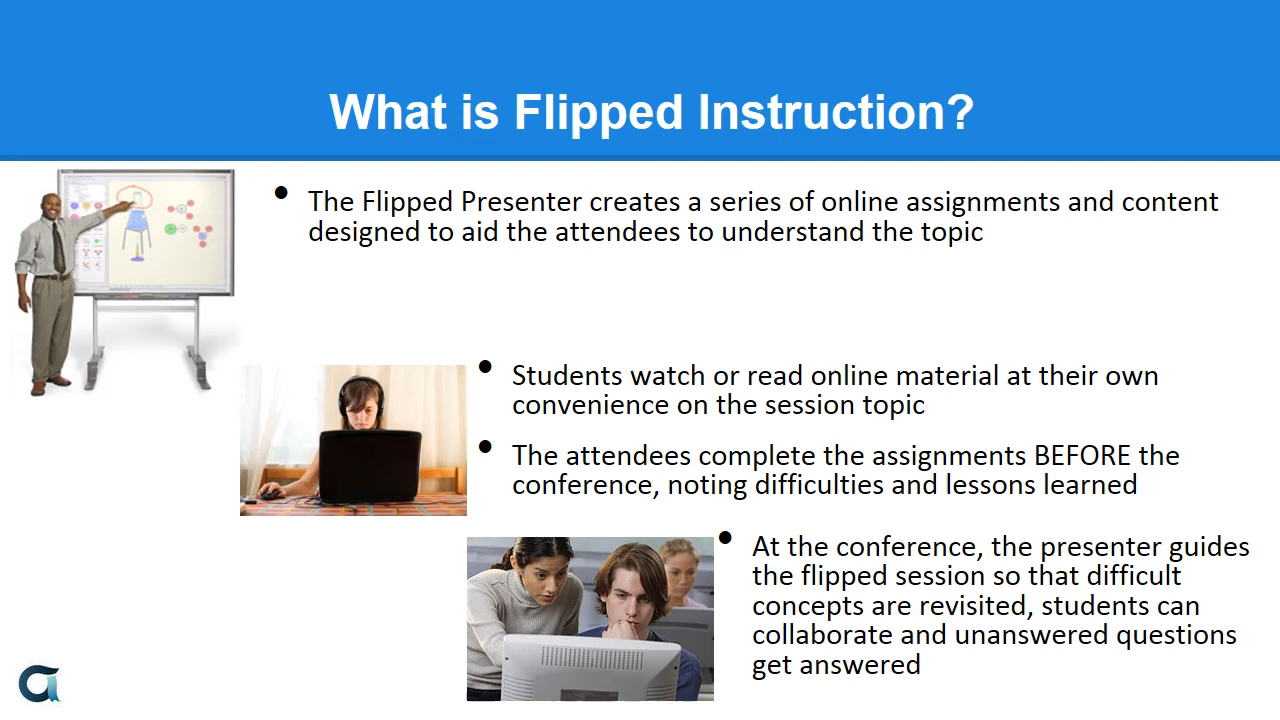 What is Flipped Instruction?
• The Flipped Presenter creates a series of online assignments and content
designed to aid the attendees to understand the topic
• Students watch or read online material at their own
convenience on the session topic
• The attendees complete the assignments BEFORE the
conference, noting difficulties and lessons learned
• At the conference, the presenter guides
the flipped session so that difficult
concepts are revisited, students can
collaborate and unanswered questions
get answered